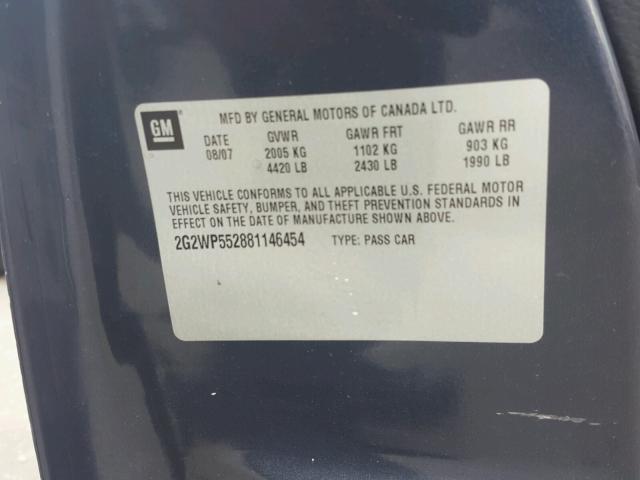 MFD BY GENERAL MOTORS OF CANADA LTD.
GM
DATE GVWR GAWR FRT GAWR RR
08/07 2005 KG 1102 KG 903 KG
4420 LB 2430 LB 1990 LB
THIS VEHICLE CONFORMS TO ALL APPLICABLE U.S. FEDERAL MOTOR
VEHICLE SAFETY, BUMPER, AND THEFT PREVENTION STANDARDS
IN EFFECT ON THE DATE OF MANUFACTURE SHOWN ABOVE.
2G2WP552881146454 TYPE: PASS CAR